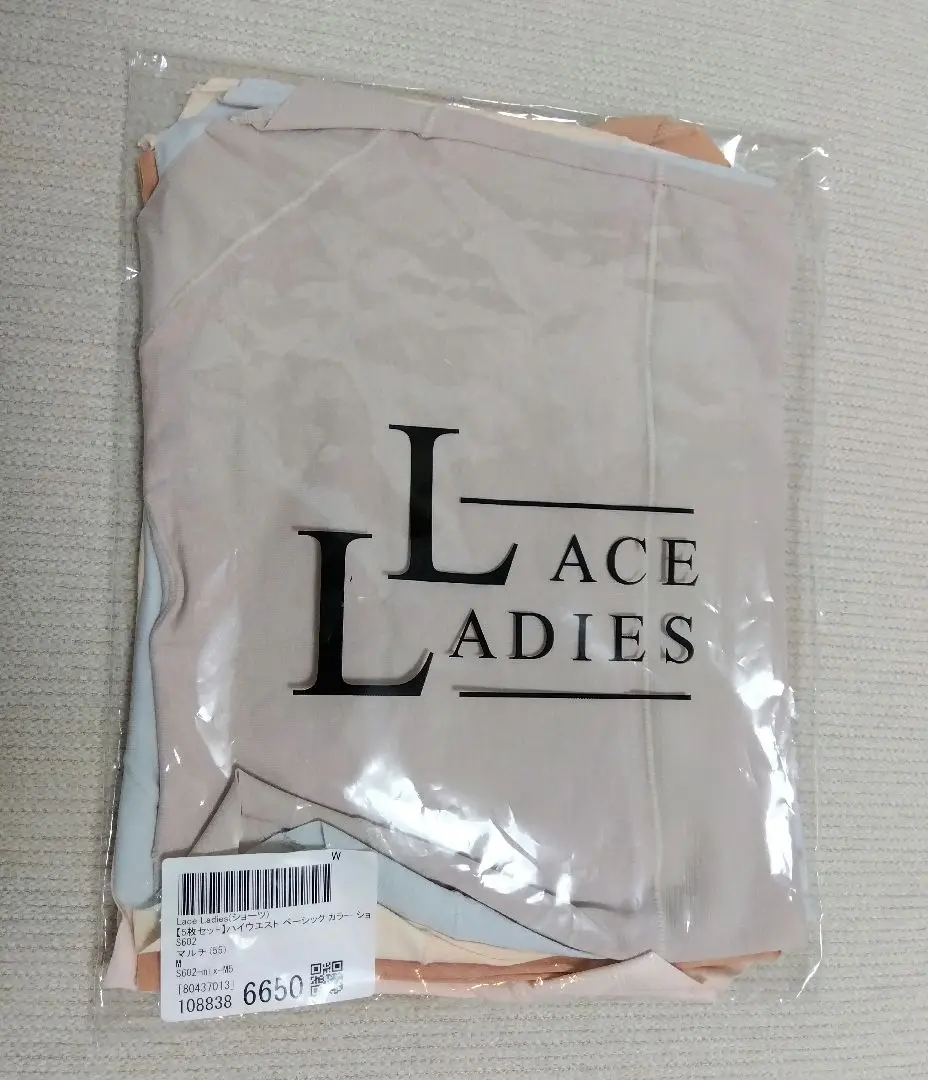 LACE
LADIES
W
Lace Ladies(ショーツ)
【5枚セット】ハイウエスト ベーシック カラー ショ
S602
マルチ(55)
M
S602-mix-M5
[80437013]
108838 6650